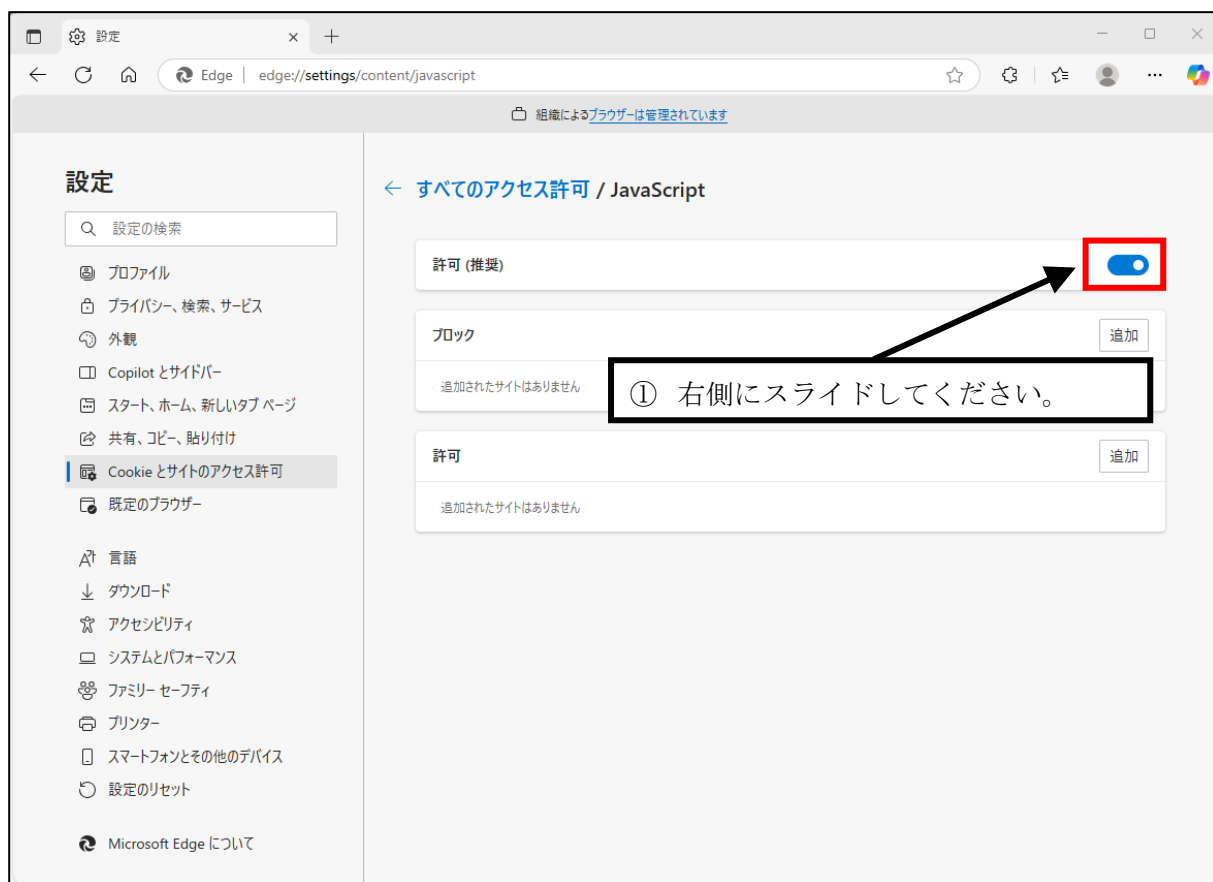 設定
Edge edge://settings/content/javascript
組織によるブラウザーは管理されています
設定
設定の検索
プロファイル
プライバシー、検索、サービス
外観
Copilot とサイドバー
スタート、ホーム、新しいタブ ページ
共有、コピー、貼り付け
Cookie とサイトのアクセス許可
既定のブラウザー
言語
ダウンロード
アクセシビリティ
システムとパフォーマンス
ファミリー セーフティ
プリンター
スマートフォンとその他のデバイス
設定のリセット
Microsoft Edge について
すべてのアクセス許可 / JavaScript
許可 (推奨)
ブロック
追加
追加されたサイトはありません
① 右側にスライドしてください。
許可
追加
追加されたサイトはありません